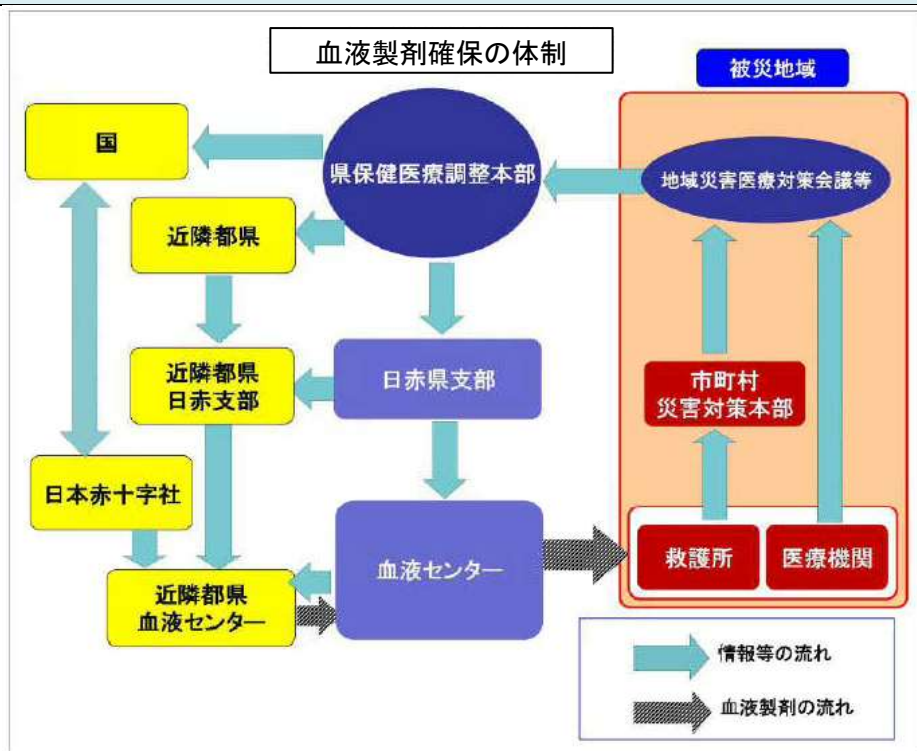 血液製剤確保の体制
被災地域
国
県保健医療調整本部
地域災害医療対策会議等
近隣都県
近隣都県
日赤支部
日赤県支部
市町村
災害対策本部
日本赤十字社
血液センター
救護所
医療機関
近隣都県
血液センター
情報等の流れ
血液製剤の流れ